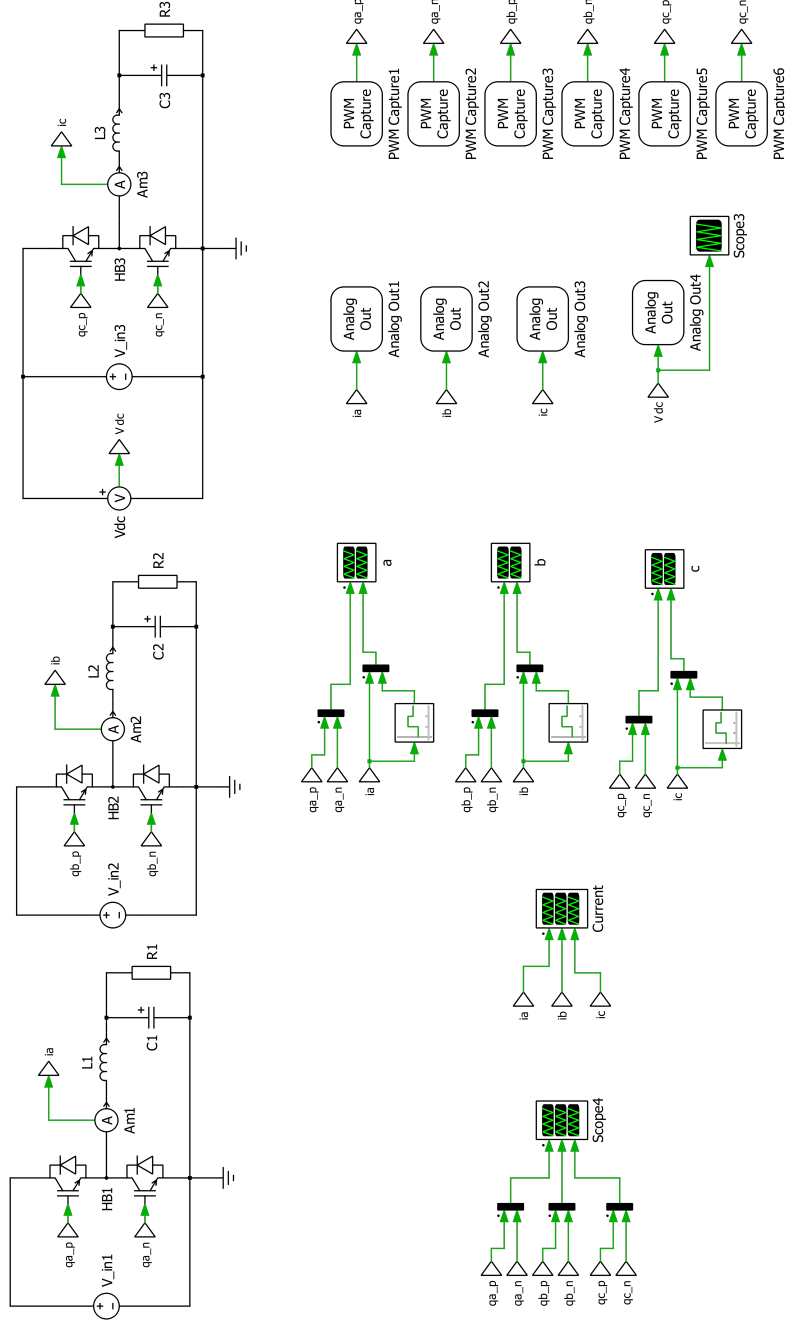 V_in1
qa_p
qa_n
HB1
A
Am1
ia
L1
+
C1
R1
+
−
V_in2
qb_p
qb_n
HB2
A
Am2
ib
L2
+
C2
R2
+
−
Vdc
V
+
V dc
V_in3
+
−
qc_p
qc_n
HB3
A
Am3
ic
L3
+
C3
R3
qa_p
qa_n
qb_p
qb_n
qc_p
qc_n
Scope4
ia
ib
ic
Current
qa_p
qa_n
ia
a
qb_p
qb_n
ib
b
qc_p
qc_n
ic
c
ia
Analog
Out
Analog Out1
ib
Analog
Out
Analog Out2
ic
Analog
Out
Analog Out3
V dc
Analog
Out
Analog Out4
Scope3
PWM
Capture
PWM Capture1
qa_p
PWM
Capture
PWM Capture2
qa_n
PWM
Capture
PWM Capture3
qb_p
PWM
Capture
PWM Capture4
qb_n
PWM
Capture
PWM Capture5
qc_p
PWM
Capture
PWM Capture6
qc_n